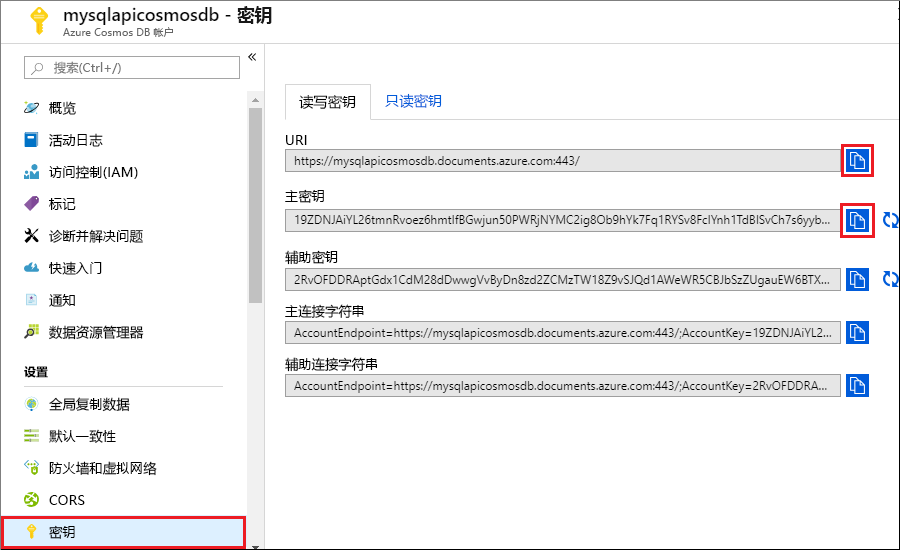 mysqlapicosmosdb - 密钥
Azure Cosmos DB 帐户
搜索(Ctrl+/)
«
概览
活动日志
访问控制(IAM)
标记
诊断并解决问题
快速入门
通知
数据资源管理器
设置
全局复制数据
默认一致性
防火墙和虚拟网络
CORS
密钥
读写密钥
只读密钥
URI
https://mysqlapicosmosdb.documents.azure.com:443/
主密钥
19ZDNJAiYL26tmnRvoez6hmtIfBGwjun50PWRjNYMC2ig8Ob9hYk7Fq1RYSv8FcIYnh1TdBISvCh7s6yyb...
辅助密钥
2RvOFDDRAptGdx1CdM28dDwwgVvByDn8zd2ZCMzTW18Z9vSJQd1AWeWR5CBJbSzZUgauEW6BTX...
主连接字符串
AccountEndpoint=https://mysqlapicosmosdb.documents.azure.com:443/;AccountKey=19ZDNJAiYL2...
辅助连接字符串
AccountEndpoint=https://mysqlapicosmosdb.documents.azure.com:443/;AccountKey=2RvOFDDRA...